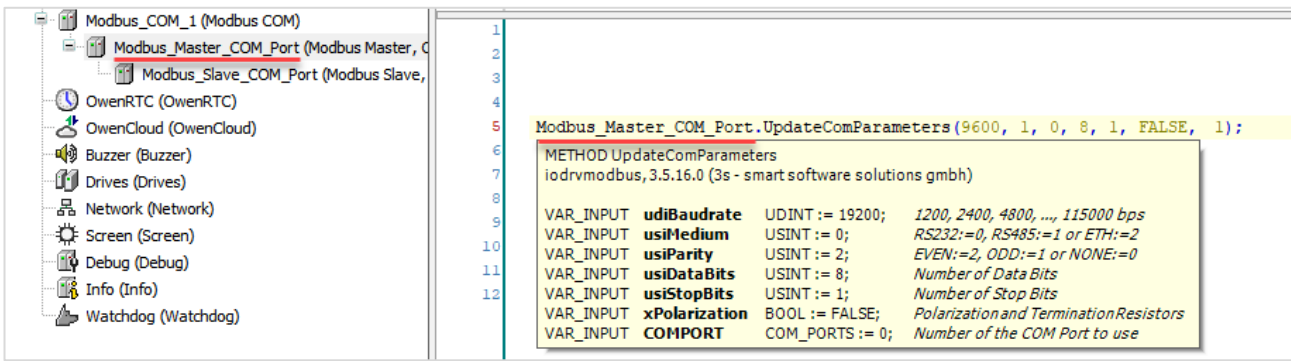 Modbus_COM_1 (Modbus COM)
Modbus_Master_COM_Port (Modbus Master, C
Modbus_Slave_COM_Port (Modbus Slave,
OwenRTC (OwenRTC)
OwenCloud (OwenCloud)
Buzzer (Buzzer)
Drives (Drives)
Network (Network)
Screen (Screen)
Debug (Debug)
Info (Info)
Watchdog (Watchdog)
1
2
3
4
5 Modbus_Master_COM_Port.UpdateComParameters(9600, 1, 0, 8, 1, FALSE, 1);
6
7
8
9
10
11
12
METHOD UpdateComParameters
iodrvmodbus, 3.5.16.0 (3s - smart software solutions gmbh)
VAR_INPUT udiBaudrate UDINT := 19200; 1200, 2400, 4800, ..., 115000 bps
VAR_INPUT usiMedium USINT := 0; RS232:=0, RS485:=1 or ETH:=2
VAR_INPUT usiParity USINT := 2; EVEN:=2, ODD:=1 or NONE:=0
VAR_INPUT usiDataBits USINT := 8; Number of Data Bits
VAR_INPUT usiStopBits USINT := 1; Number of Stop Bits
VAR_INPUT xPolarization BOOL := FALSE; Polarization and Termination Resistors
VAR_INPUT COMPORT COM_PORTS := 0; Number of the COM Port to use